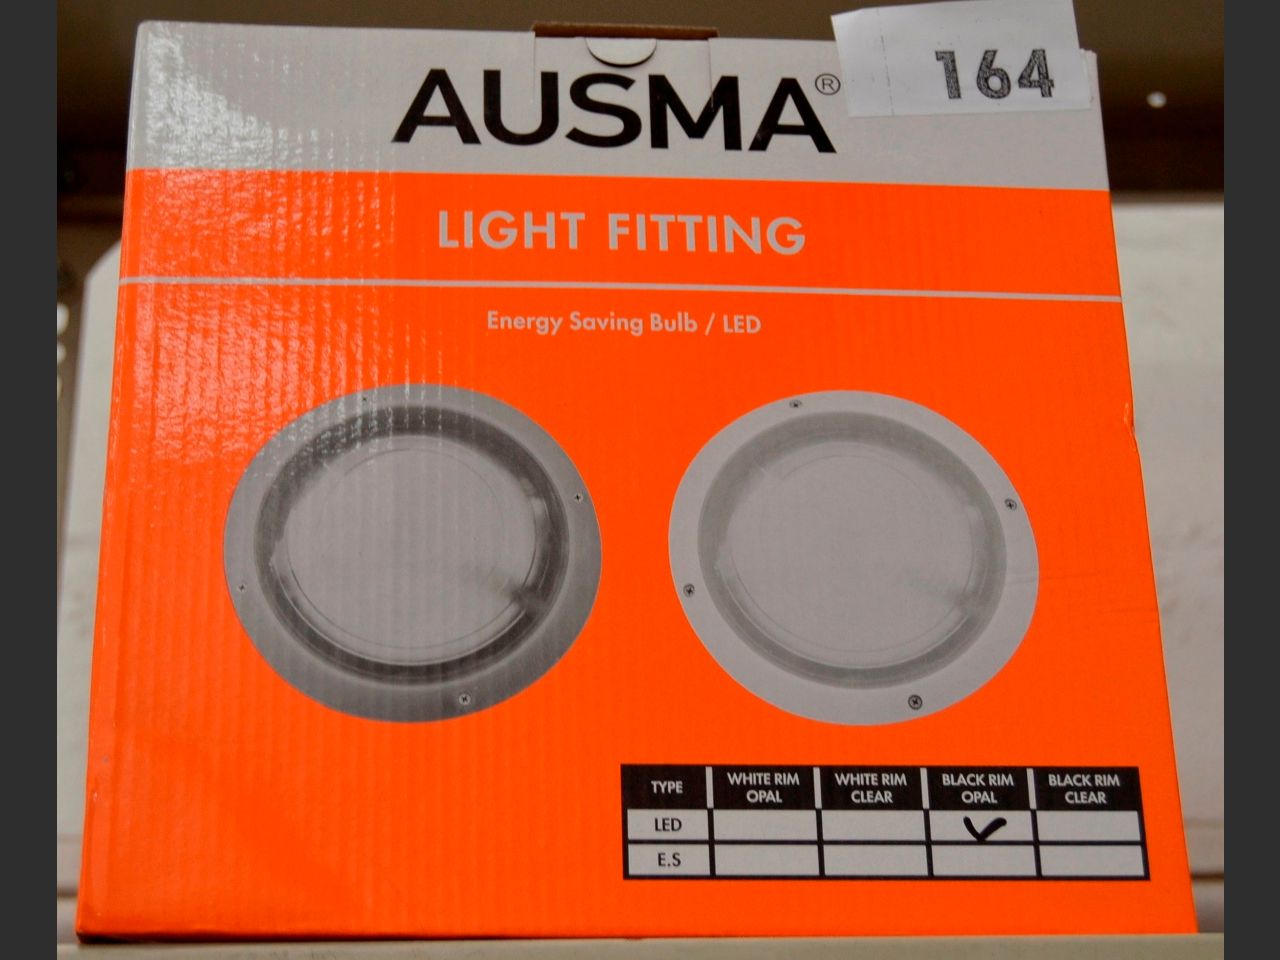 AUSMA®
164
LIGHT FITTING
Energy Saving Bulb / LED
TYPE WHITE RIM OPAL WHITE RIM CLEAR BLACK RIM OPAL BLACK RIM CLEAR
LED ✓
E.S